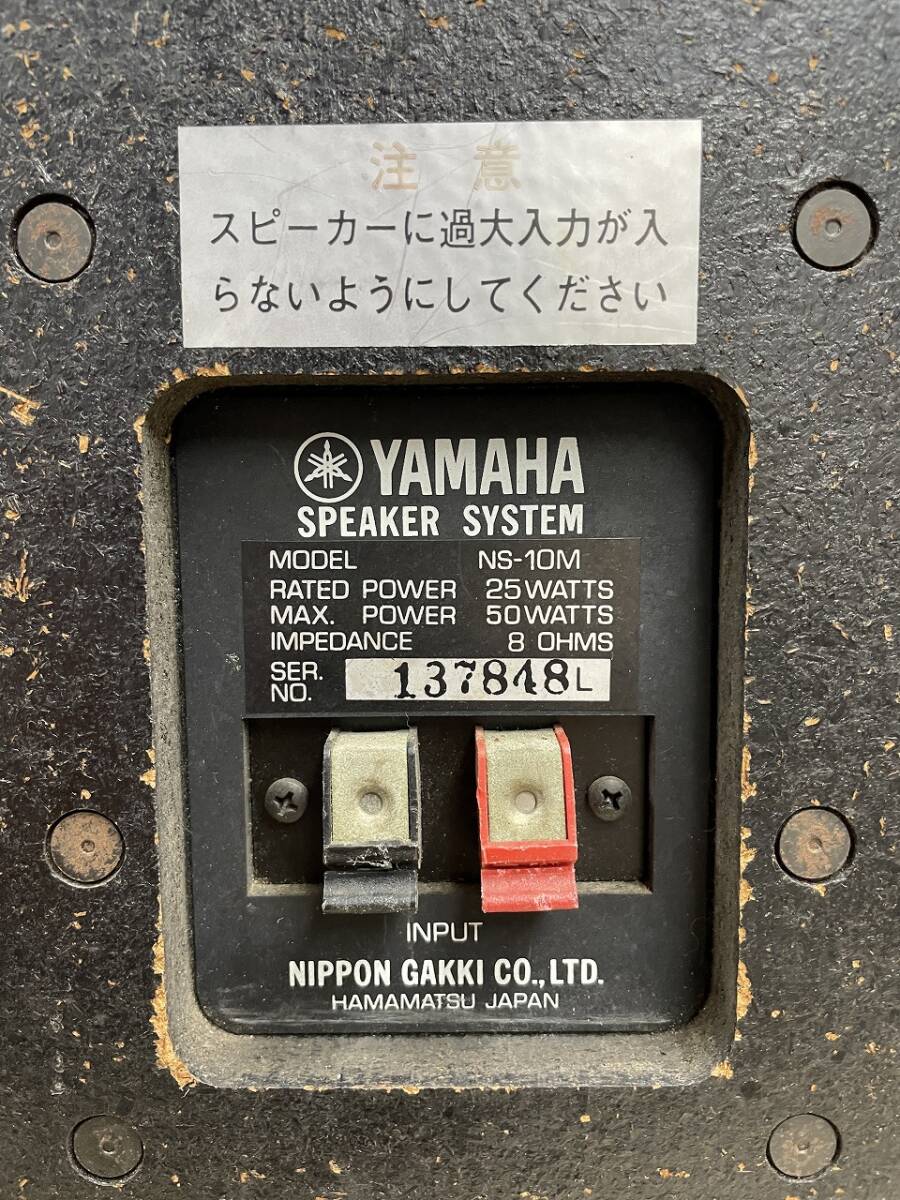 注意
スピーカーに過大入力が入
らないようにしてください
YAMAHA
SPEAKER SYSTEM
MODEL NS-10M
RATED POWER 25 WATTS
MAX. POWER 50 WATTS
IMPEDANCE 8 OHMS
SER. NO. 137848L
INPUT
NIPPON GAKKI CO., LTD.
HAMAMATSU JAPAN